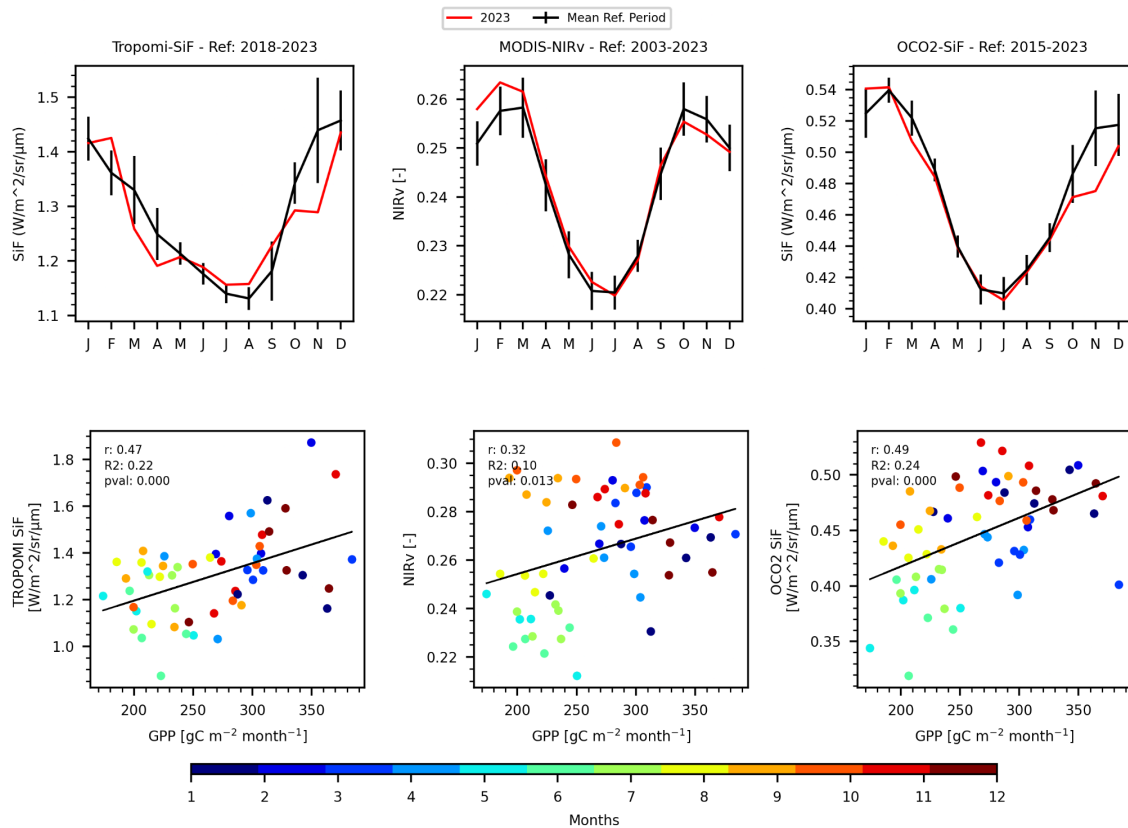 2023 Mean Ref. Period
Tropomi-SiF - Ref: 2018-2023
MODIS-NIRv - Ref: 2003-2023
OCO2-SiF - Ref: 2015-2023
SiF (W/m^2/sr/μm]
1.5
1.4
1.3
1.2
1.1
J F M A M J J A S O N D
NIRv [-]
0.26
0.25
0.24
0.23
0.22
J F M A M J J A S O N D
SiF (W/m^2/sr/μm]
0.54
0.52
0.50
0.48
0.46
0.44
0.42
0.40
J F M A M J J A S O N D
r: 0.47
R2: 0.22
pval: 0.000
TROPOMI SiF
[W/m^2/sr/μm]
1.8
1.6
1.4
1.2
1.0
200 250 300 350
GPP [gC m⁻² month⁻¹]
r: 0.32
R2: 0.10
pval: 0.013
NIRv [-]
0.30
0.28
0.26
0.24
0.22
200 250 300 350
GPP [gC m⁻² month⁻¹]
r: 0.49
R2: 0.24
pval: 0.000
OCO2 SiF
[W/m^2/sr/μm]
0.50
0.45
0.40
0.35
200 250 300 350
GPP [gC m⁻² month⁻¹]
1 2 3 4 5 6 7 8 9 10 11 12
Months